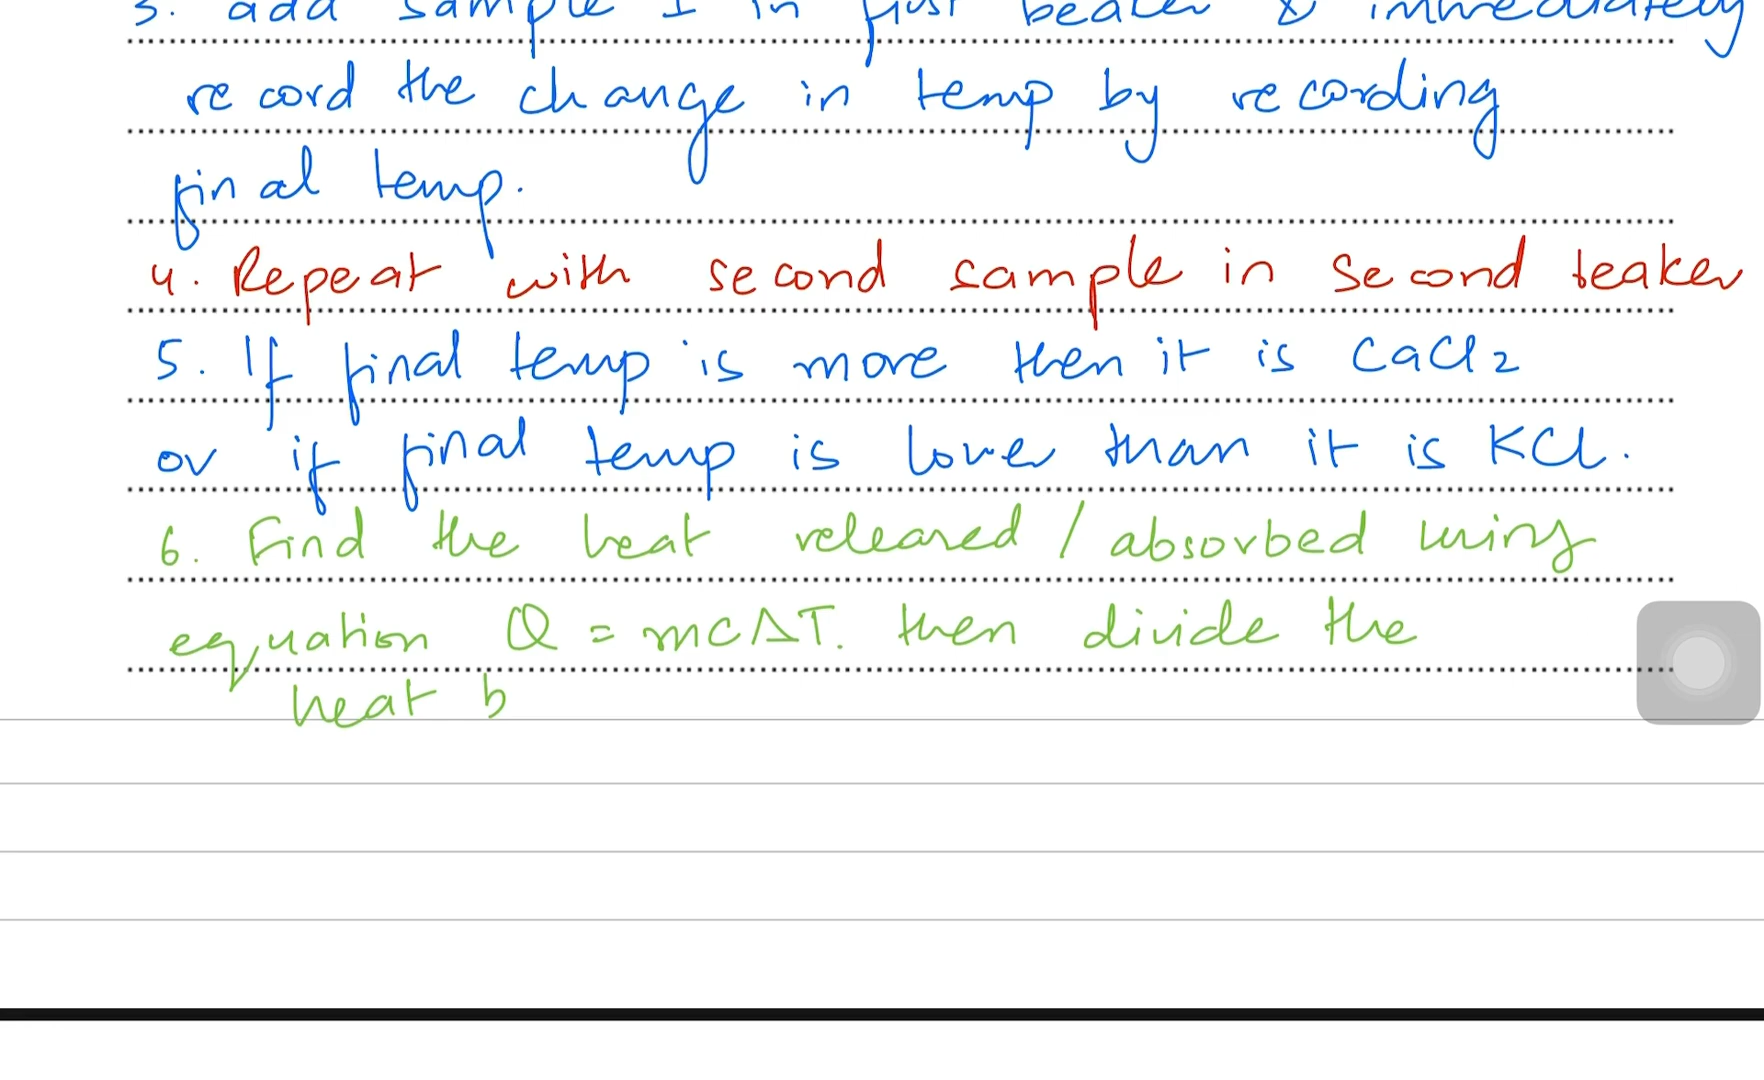 3. add sample 1 in first beaker & immediately
record the change in temp by recording
final temp.
4. Repeat with second sample in second beaker
5. If final temp is more then it is CaCl2
or if final temp is lower than it is KCl.
6. Find the heat released / absorbed using
equation Q = mcΔT. then divide the
heat b